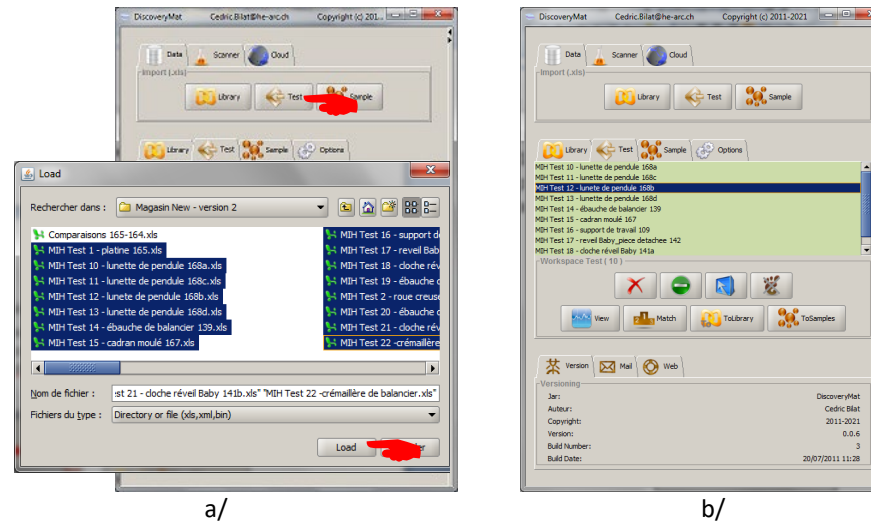 DiscoveryMat Cedric.Bilat@he-arc.ch Copyright (c) 201...
Data Scanner Cloud
Import (.xls)
Library Test Sample
Library Test Sample Options
Load
Rechercher dans : Magasin New - version 2
Comparaisons 165-164.xls
MIH Test 1 - platine 165.xls
MIH Test 10 - lunette de pendule 168a.xls
MIH Test 11 - lunette de pendule 168c.xls
MIH Test 12 - lunete de pendule 168b.xls
MIH Test 13 - lunette de pendule 168d.xls
MIH Test 14 - ébauche de balancier 139.xls
MIH Test 15 - cadran moulé 167.xls
MIH Test 16 - support d
MIH Test 17 - reveil Bab
MIH Test 18 - cloche rév
MIH Test 19 - ébauche d
MIH Test 2 - roue creuse
MIH Test 20 - ébauche d
MIH Test 21 - cloche rév
MIH Test 22 -crémaillère
Nom de fichier : est 21 - cloche réveil Baby 141b.xls" "MIH Test 22 -crémaillère de balancier.xls"
Fichiers du type : Directory or file (xls,xml,bin)
Load
a/
DiscoveryMat Cedric.Bilat@he-arc.ch Copyright (c) 2011-2021
Data Scanner Cloud
Import (.xls)
Library Test Sample
Library Test Sample Options
MIH Test 10 - lunette de pendule 168a
MIH Test 11 - lunette de pendule 168c
MIH Test 12 - lunete de pendule 168b
MIH Test 13 - lunette de pendule 168d
MIH Test 14 - ébauche de balancier 139
MIH Test 15 - cadran moulé 167
MIH Test 16 - support de travail 109
MIH Test 17 - reveil Baby_piece detachee 142
MIH Test 18 - cloche réveil Baby 141a
Workspace Test ( 10 )
View Match ToLibrary ToSamples
Version Mail Web
Versioning
Jar: DiscoveryMat
Auteur: Cedric Bilat
Copyright: 2011-2021
Version: 0.0.6
Build Number: 3
Build Date: 20/07/2011 11:28
b/